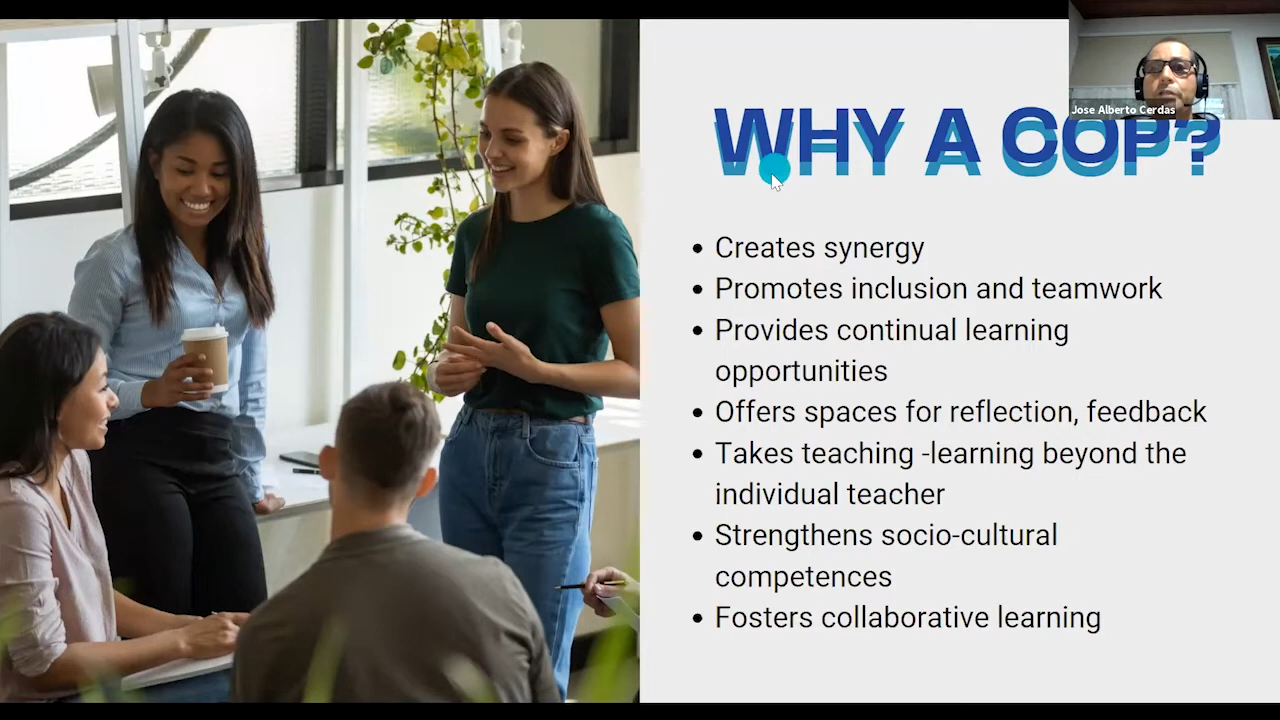 Jose Alberto Cerdas
WHY A COP?
• Creates synergy
• Promotes inclusion and teamwork
• Provides continual learning
opportunities
• Offers spaces for reflection, feedback
• Takes teaching -learning beyond the
individual teacher
• Strengthens socio-cultural
competences
• Fosters collaborative learning